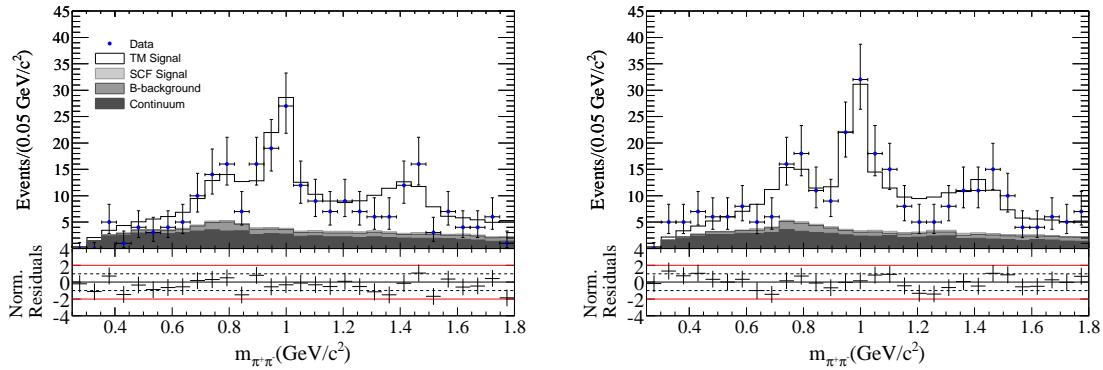 Events/(0.05 GeV/c²)
45
40
35
30
25
20
15
10
5
Data
TM Signal
SCF Signal
B-background
Continuum
Norm. Residuals
4
2
0
-2
-4
0.4 0.6 0.8 1 1.2 1.4 1.6 1.8
m_π⁺π⁻(GeV/c²)
Events/(0.05 GeV/c²)
45
40
35
30
25
20
15
10
5
Norm. Residuals
4
2
0
-2
-4
0.4 0.6 0.8 1 1.2 1.4 1.6 1.8
m_π⁺π⁻(GeV/c²)